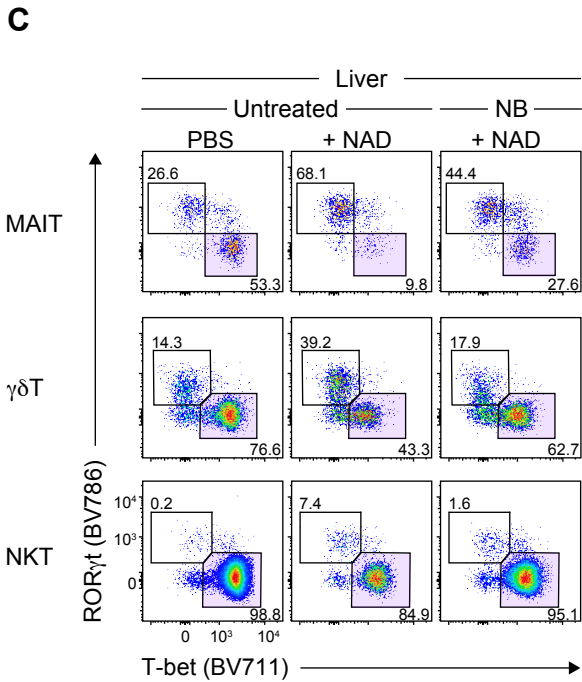 C
Liver
Untreated NB
PBS + NAD + NAD
MAIT
26.6 68.1 44.4
53.3 9.8 27.6
γδT
14.3 39.2 17.9
76.6 43.3 62.7
NKT
0.2 7.4 1.6
98.8 84.9 95.1
10⁴
10³
0
0 10³ 10⁴
RORγt (BV786)
T-bet (BV711)